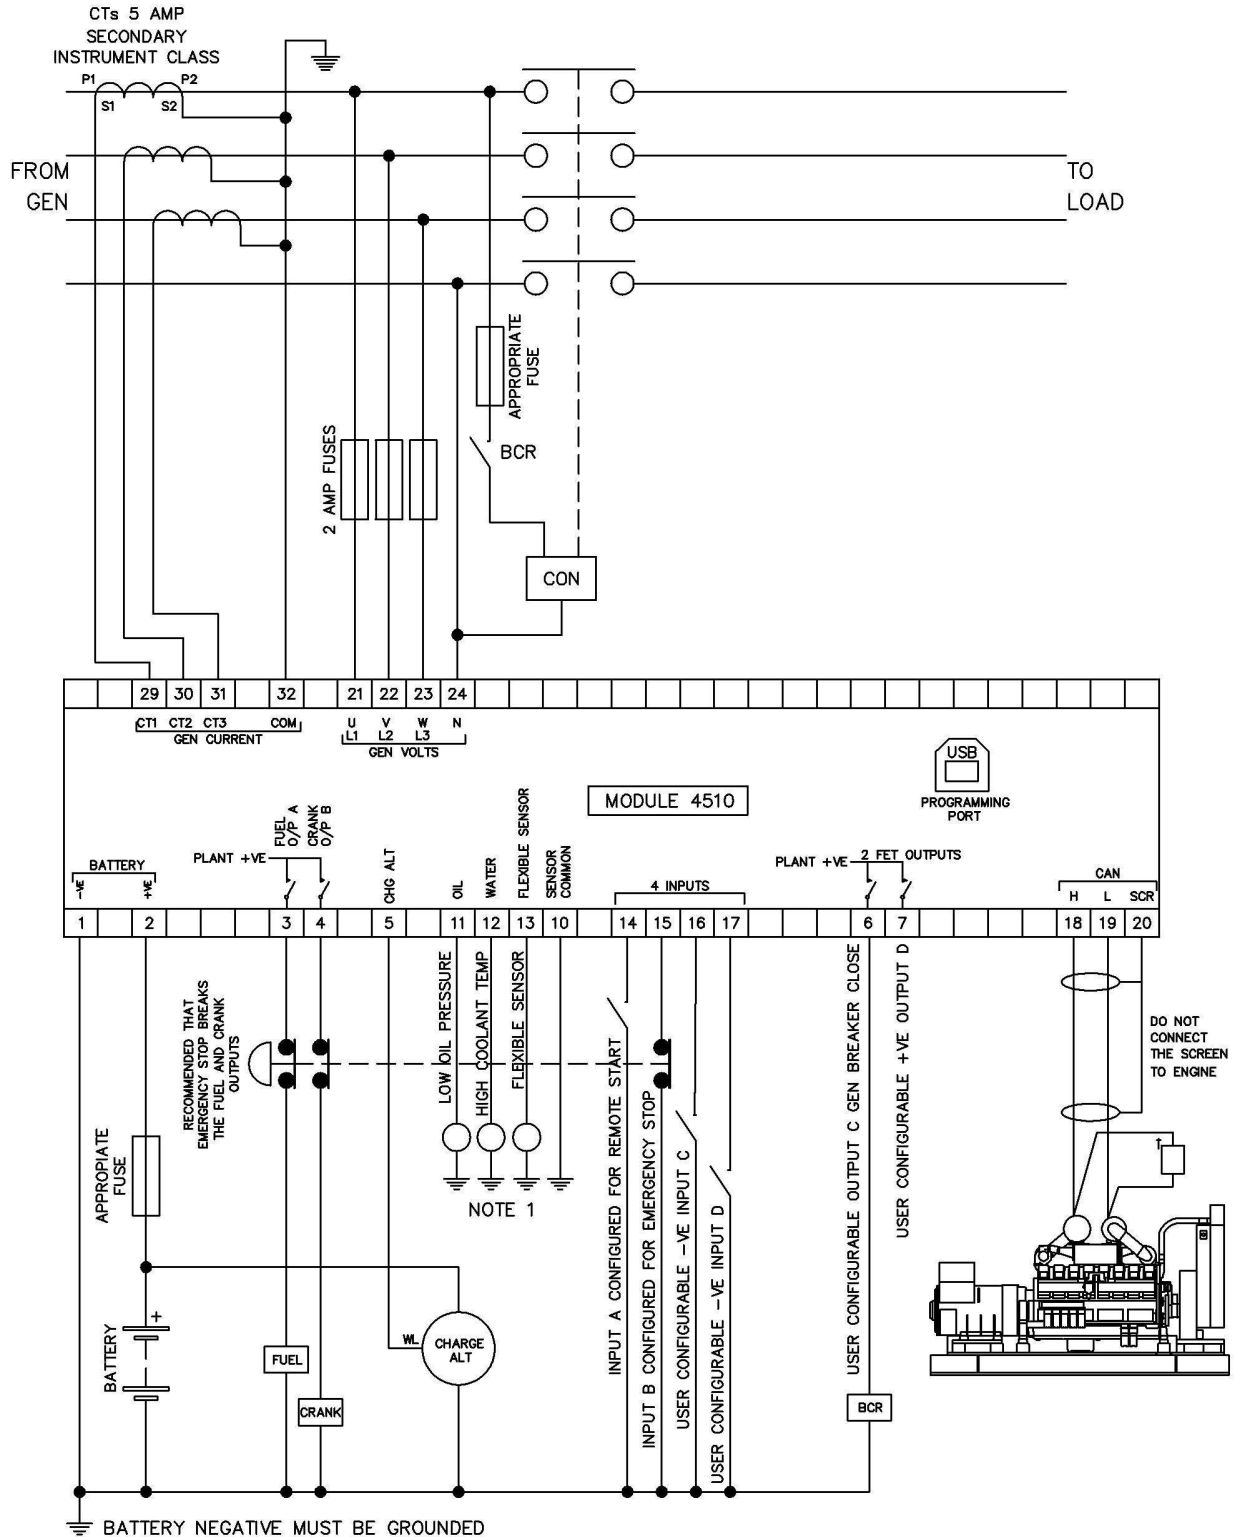 CTs 5 AMP
SECONDARY
INSTRUMENT CLASS
P1
P2
S1
S2
FROM
GEN
TO
LOAD
APPROPRIATE
FUSE
BCR
2 AMP FUSES
CON
29
30
31
32
21
22
23
24
CT1
CT2
CT3
COM
GEN CURRENT
U
V
W
N
L1
L2
L3
GEN VOLTS
USB
PROGRAMMING
PORT
MODULE 4510
BATTERY
-VE
+VE
PLANT +VE
FUEL
O/P A
CRANK
O/P B
CHG ALT
OIL
WATER
FLEXIBLE SENSOR
SENSOR
COMMON
4 INPUTS
PLANT +VE
2 FET OUTPUTS
CAN
H
L
SCR
1
2
3
4
5
11
12
13
10
14
15
16
17
6
7
18
19
20
RECOMMENDED THAT
EMERGENCY STOP BREAKS
THE FUEL AND CRANK
OUTPUTS
LOW OIL PRESSURE
HIGH COOLANT TEMP
FLEXIBLE SENSOR
NOTE 1
INPUT A CONFIGURED FOR REMOTE START
INPUT B CONFIGURED FOR EMERGENCY STOP
USER CONFIGURABLE -VE INPUT C
USER CONFIGURABLE -VE INPUT D
USER CONFIGURABLE OUTPUT C GEN BREAKER CLOSE
USER CONFIGURABLE +VE OUTPUT D
DO NOT
CONNECT
THE SCREEN
TO ENGINE
APPROPIATE
FUSE
BATTERY
+
WL
CHARGE
ALT
FUEL
CRANK
BCR
BATTERY NEGATIVE MUST BE GROUNDED